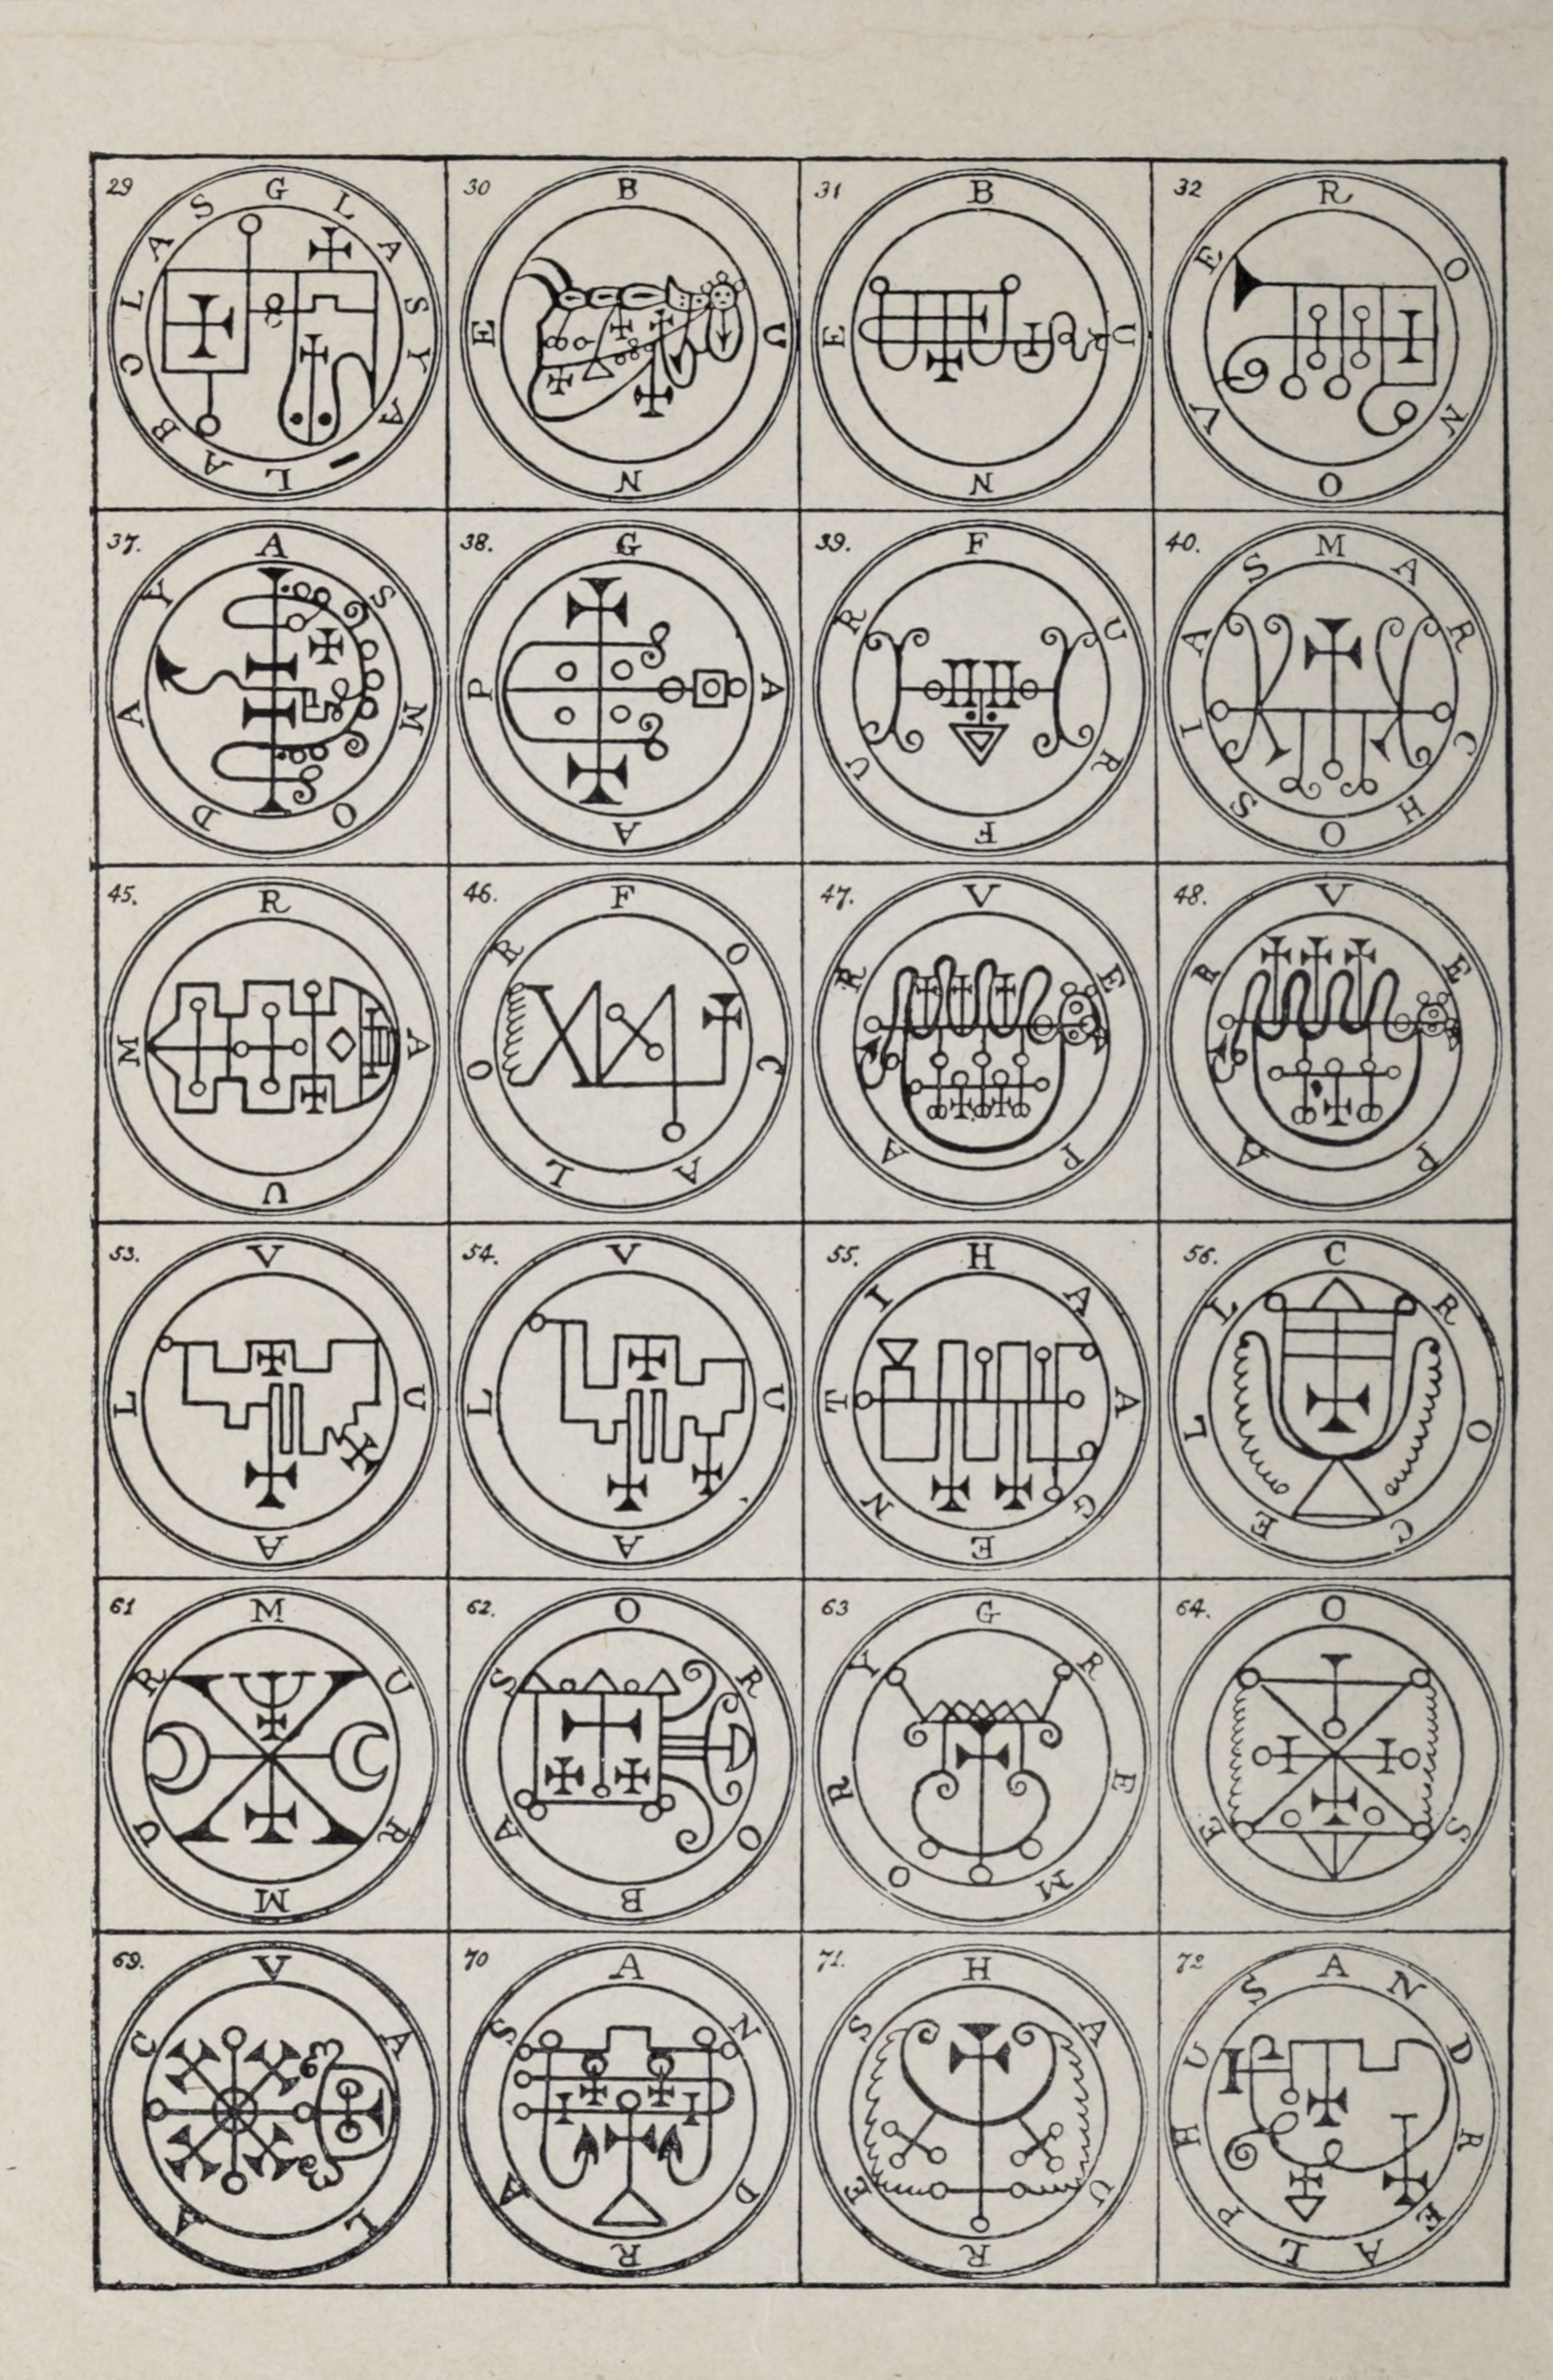 29 GLASYA-LABOLAS
30 BUNE
31 BUNE
32 RONOVE
37. ASMODAY
38. GAAP
39. FURFUR
40. MARCHOSIAS
45. RAUM
46. FOCALOR
47. VEPAR
48. VEPAR
53. VUAL
54. VUAL
55. HAAGENTI
56. CROCELL
61 MURMUR
62. OROBAS
63 GREMORY
64. OSE
69. VALAC
70 ANDRAS
71. HAURES
72 ANDREALPHUS